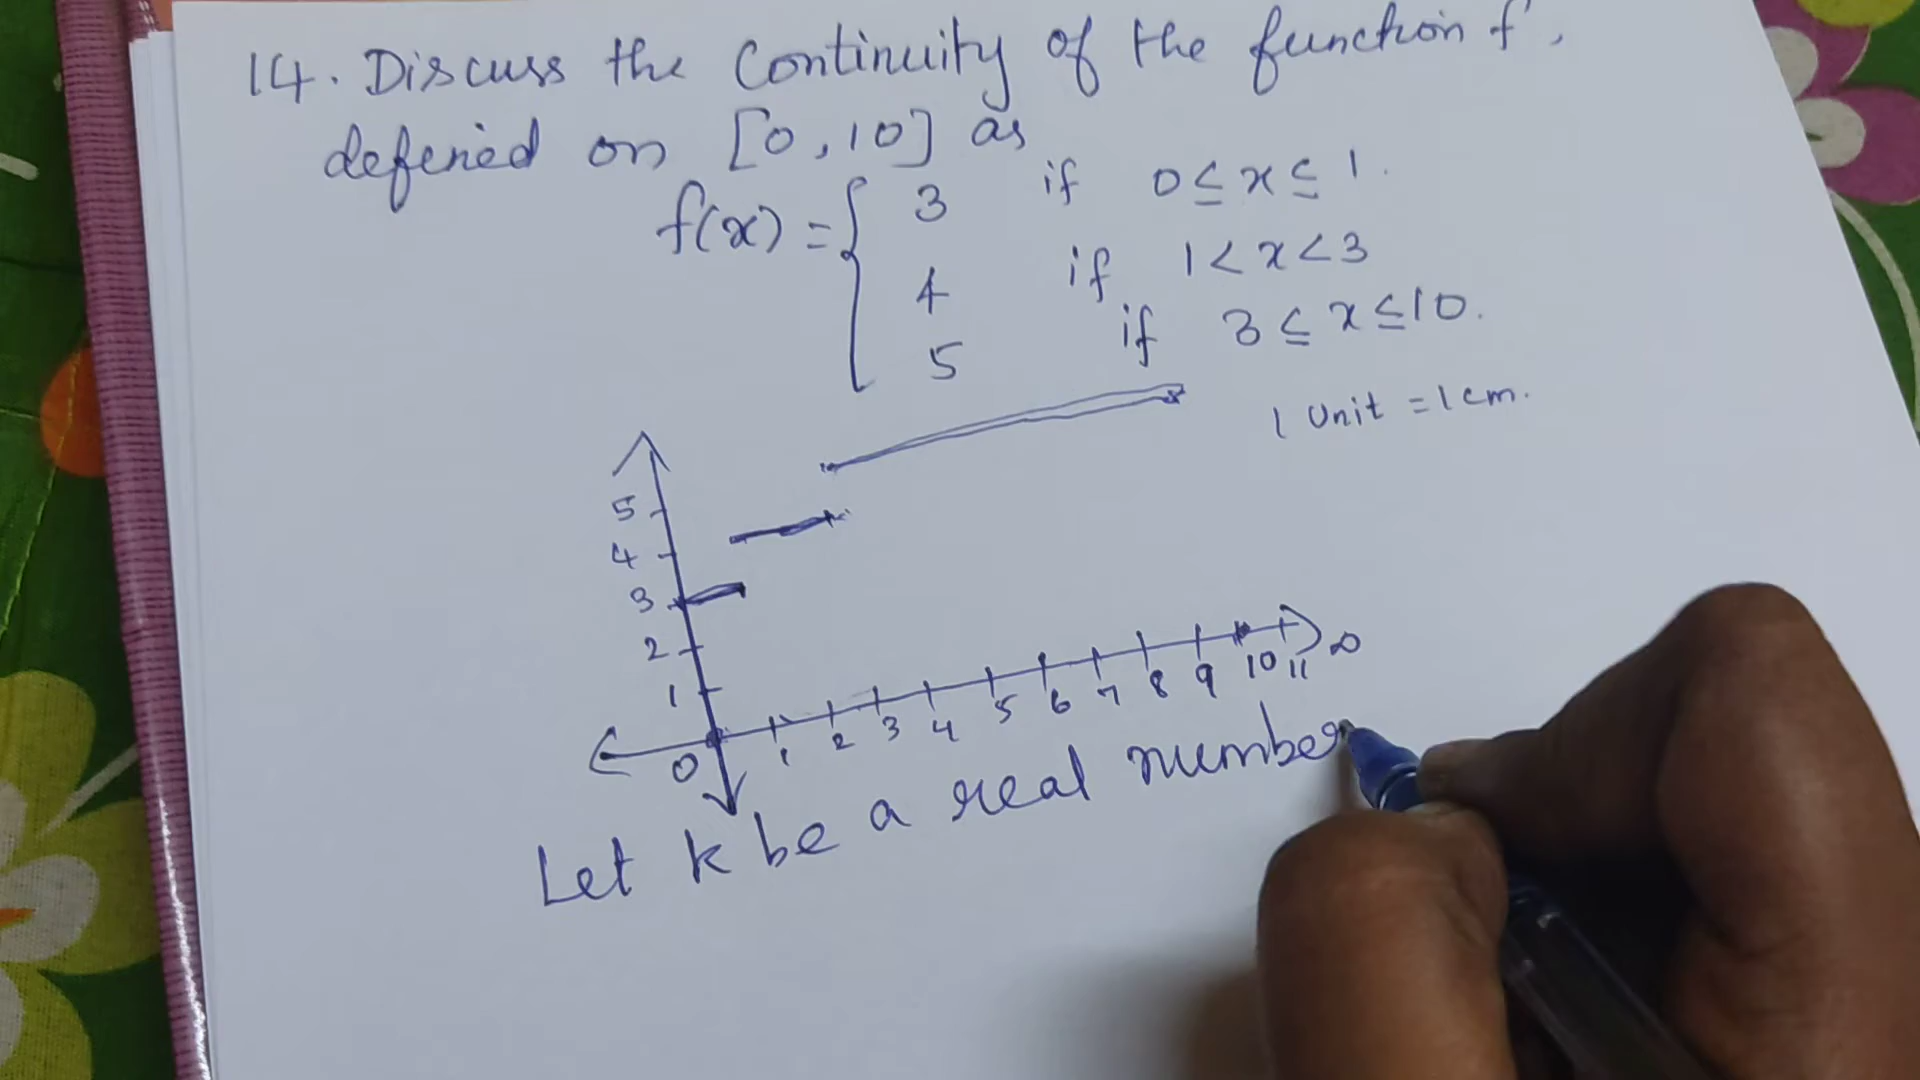 14. Discuss the Continuity of the function f,
defined on [0,10] as
f(x) = { 3 if 0 ≤ x ≤ 1.
4 if 1 < x < 3
5 if 3 ≤ x ≤ 10.
1 Unit = 1 cm.
5
4
3
2
1
0 1 2 3 4 5 6 7 8 9 10 11 ∞
Let k be a real number